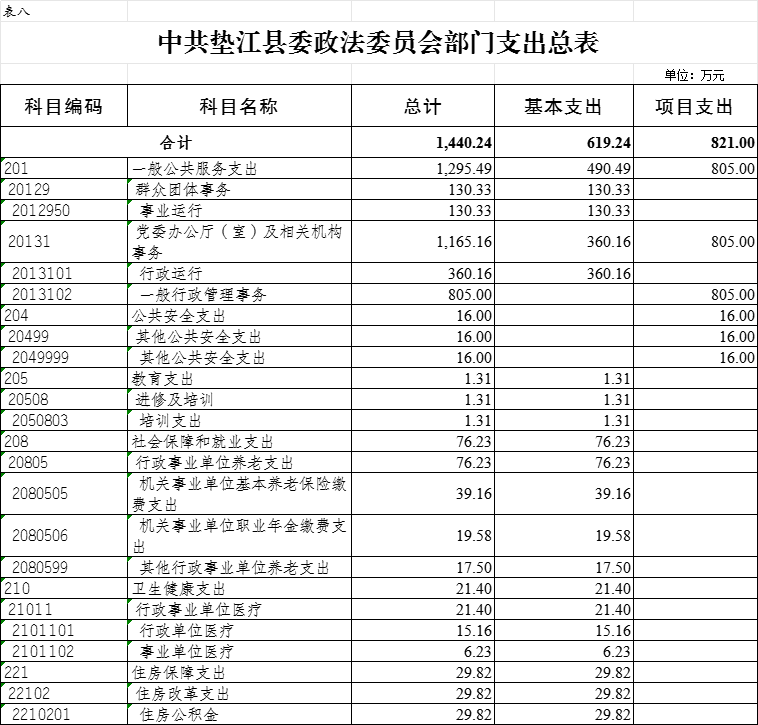 表八
中共垫江县委政法委员会部门支出总表
单位：万元
科目编码 科目名称 总计 基本支出 项目支出
合计 1,440.24 619.24 821.00
201 一般公共服务支出 1,295.49 490.49 805.00
20129 群众团体事务 130.33 130.33
2012950 事业运行 130.33 130.33
20131 党委办公厅（室）及相关机构
事务 1,165.16 360.16 805.00
2013101 行政运行 360.16 360.16
2013102 一般行政管理事务 805.00 805.00
204 公共安全支出 16.00 16.00
20499 其他公共安全支出 16.00 16.00
2049999 其他公共安全支出 16.00 16.00
205 教育支出 1.31 1.31
20508 进修及培训 1.31 1.31
2050803 培训支出 1.31 1.31
208 社会保障和就业支出 76.23 76.23
20805 行政事业单位养老支出 76.23 76.23
2080505 机关事业单位基本养老保险缴
费支出 39.16 39.16
2080506 机关事业单位职业年金缴费支
出 19.58 19.58
2080599 其他行政事业单位养老支出 17.50 17.50
210 卫生健康支出 21.40 21.40
21011 行政事业单位医疗 21.40 21.40
2101101 行政单位医疗 15.16 15.16
2101102 事业单位医疗 6.23 6.23
221 住房保障支出 29.82 29.82
22102 住房改革支出 29.82 29.82
2210201 住房公积金 29.82 29.82